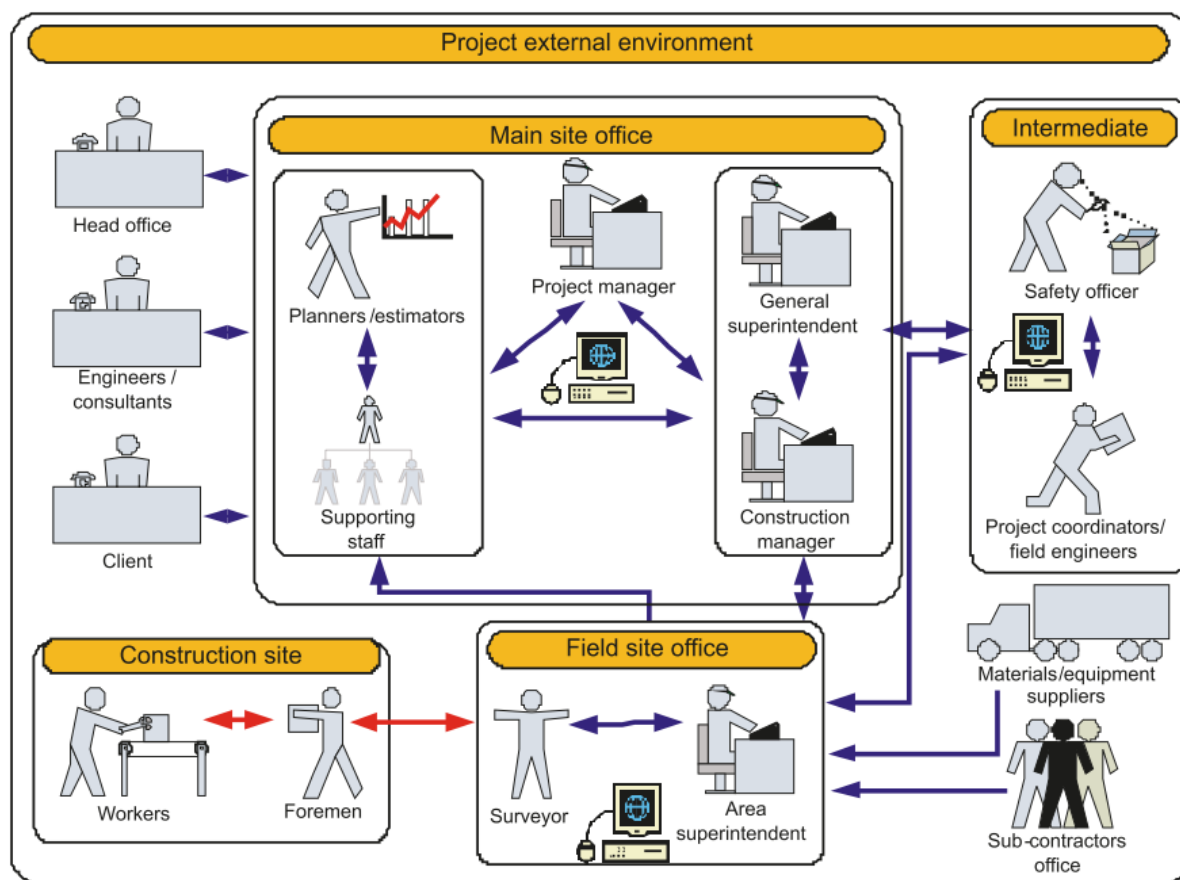 Project external environment
Main site office
Intermediate
Head office
Engineers /
consultants
Client
Planners /estimators
Supporting
staff
Project manager
General
superintendent
Construction
manager
Safety officer
Project coordinators/
field engineers
Materials/equipment
suppliers
Sub-contractors
office
Construction site
Workers
Foremen
Field site office
Surveyor
Area
superintendent